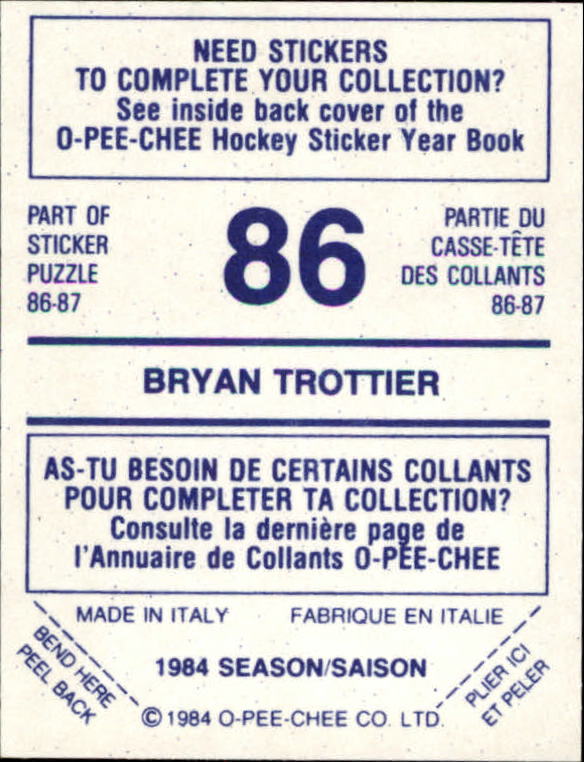 NEED STICKERS
TO COMPLETE YOUR COLLECTION?
See inside back cover of the
O-PEE-CHEE Hockey Sticker Year Book
PART OF
STICKER
PUZZLE
86-87
86
PARTIE DU
CASSE-TÊTE
DES COLLANTS
86-87
BRYAN TROTTIER
AS-TU BESOIN DE CERTAINS COLLANTS
POUR COMPLETER TA COLLECTION?
Consulte la dernière page de
l'Annuaire de Collants O-PEE-CHEE
MADE IN ITALY
FABRIQUE EN ITALIE
BEND HERE
PEEL BACK
1984 SEASON/SAISON
PLIER ICI
ET PELER
© 1984 O-PEE-CHEE CO. LTD.